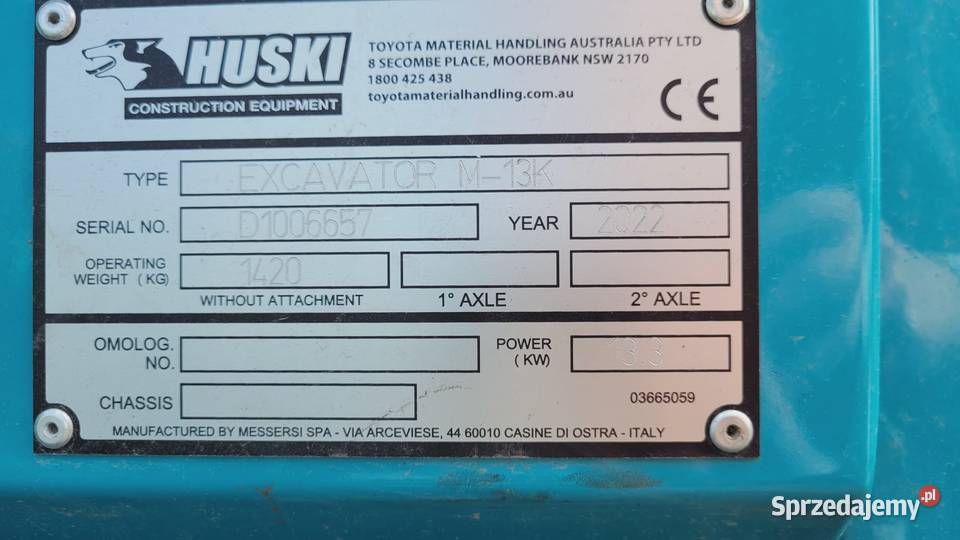 HUSKI
CONSTRUCTION EQUIPMENT
TOYOTA MATERIAL HANDLING AUSTRALIA PTY LTD
8 SECOMBE PLACE, MOOREBANK NSW 2170
1800 425 438
toyotamaterialhandling.com.au
CE
TYPE EXCAVATOR M-13K
SERIAL NO. D1006657 YEAR 2022
OPERATING WEIGHT (KG) 1420
WITHOUT ATTACHMENT 1° AXLE 2° AXLE
OMOLOG. NO. POWER (KW)
CHASSIS 03665059
MANUFACTURED BY MESSERSI SPA - VIA ARCEVIESE, 44 60010 CASINE DI OSTRA - ITALY
Sprzedajemy.pl